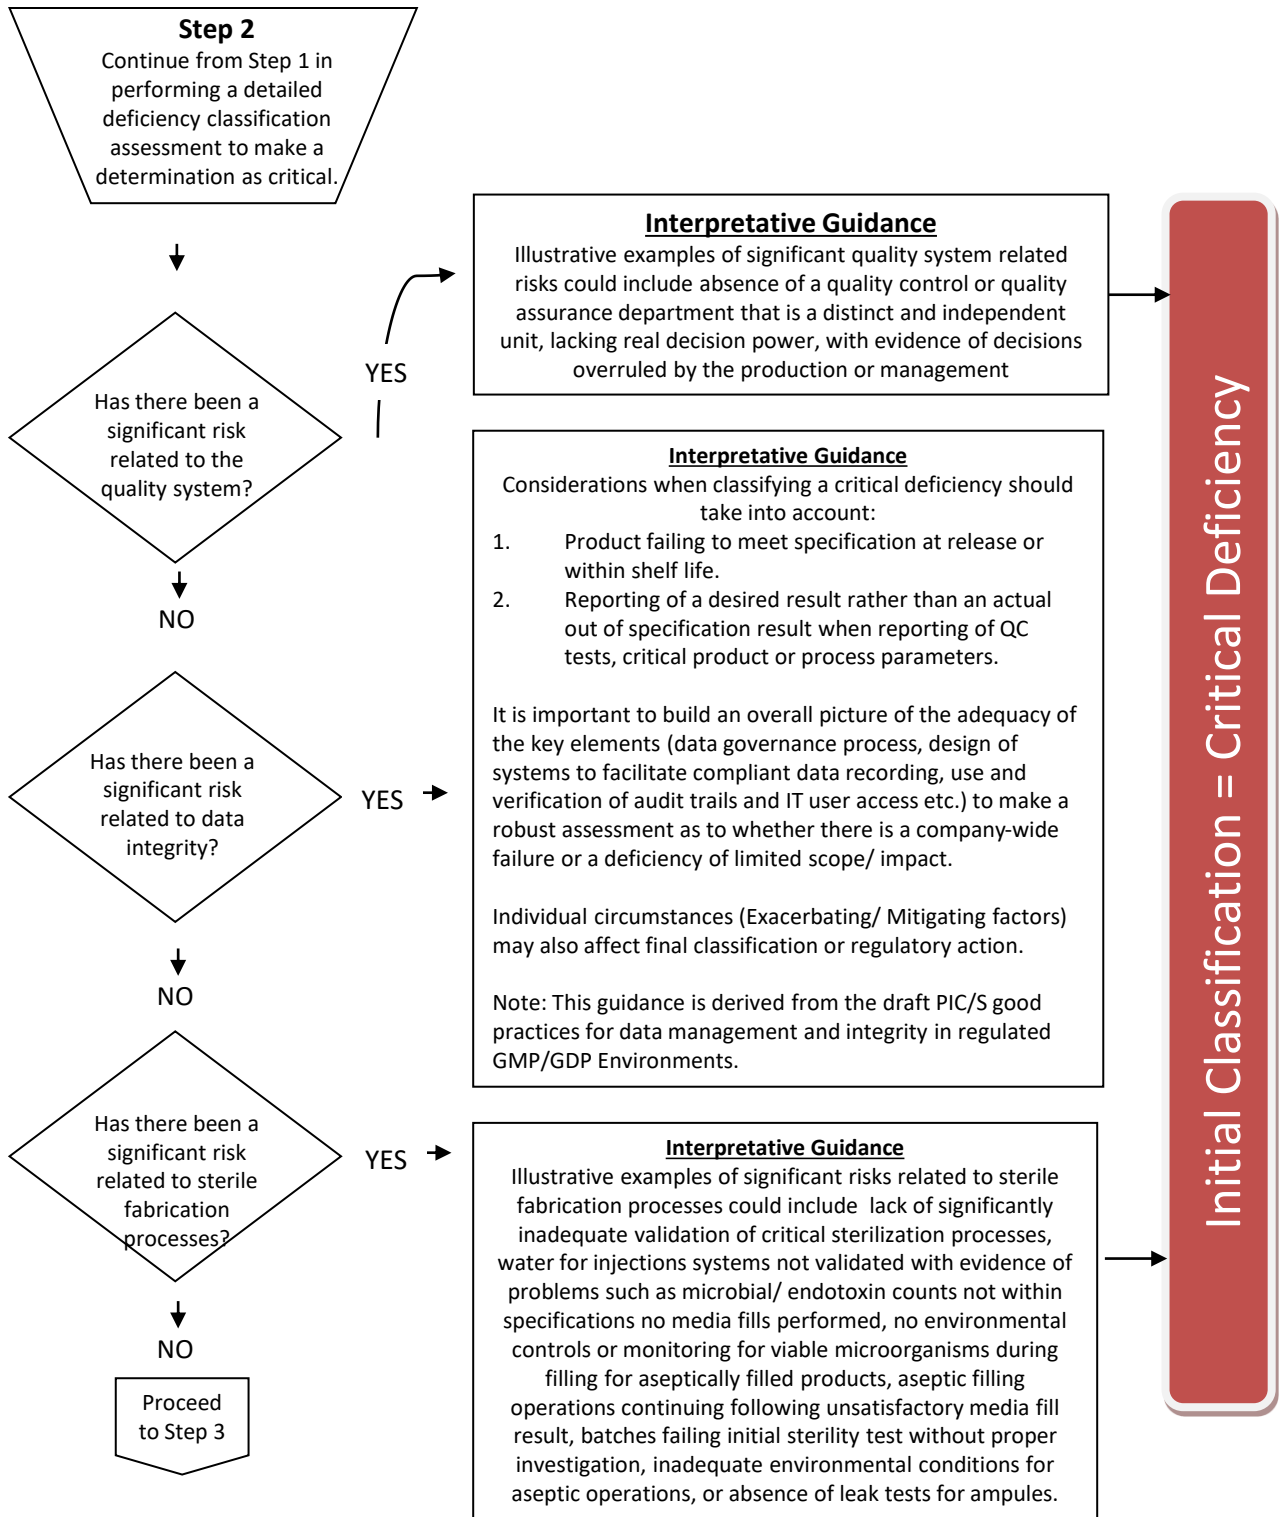 Step 2
Continue from Step 1 in
performing a detailed
deficiency classification
assessment to make a
determination as critical.
Interpretative Guidance
Illustrative examples of significant quality system related
risks could include absence of a quality control or quality
assurance department that is a distinct and independent
unit, lacking real decision power, with evidence of decisions
overruled by the production or management
YES
Has there been a
significant risk
related to the
quality system?
NO
Interpretative Guidance
Considerations when classifying a critical deficiency should
take into account:
1. Product failing to meet specification at release or
within shelf life.
2. Reporting of a desired result rather than an actual
out of specification result when reporting of QC
tests, critical product or process parameters.
It is important to build an overall picture of the adequacy of
the key elements (data governance process, design of
systems to facilitate compliant data recording, use and
verification of audit trails and IT user access etc.) to make a
robust assessment as to whether there is a company-wide
failure or a deficiency of limited scope/ impact.
Individual circumstances (Exacerbating/ Mitigating factors)
may also affect final classification or regulatory action.
Note: This guidance is derived from the draft PIC/S good
practices for data management and integrity in regulated
GMP/GDP Environments.
Has there been a
significant risk
related to data
integrity?
YES
NO
Has there been a
significant risk
related to sterile
fabrication
processes?
YES
NO
Proceed
to Step 3
Interpretative Guidance
Illustrative examples of significant risks related to sterile
fabrication processes could include lack of significantly
inadequate validation of critical sterilization processes,
water for injections systems not validated with evidence of
problems such as microbial/ endotoxin counts not within
specifications no media fills performed, no environmental
controls or monitoring for viable microorganisms during
filling for aseptically filled products, aseptic filling
operations continuing following unsatisfactory media fill
result, batches failing initial sterility test without proper
investigation, inadequate environmental conditions for
aseptic operations, or absence of leak tests for ampules.
Initial Classification = Critical Deficiency